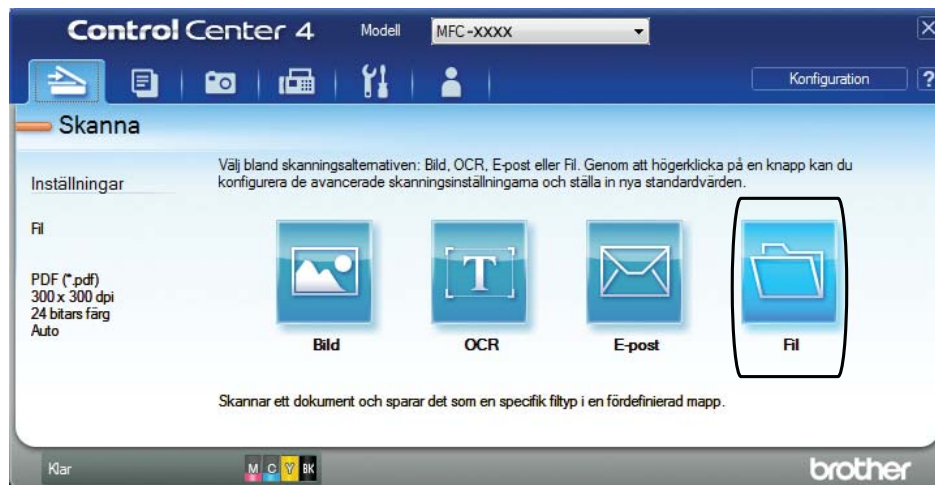 Control Center 4 Modell MFC-XXXX
Konfiguration ?
Skanna
Inställningar
Fil
PDF (*.pdf)
300 x 300 dpi
24 bitars färg
Auto
Välj bland skanningsalternativen: Bild, OCR, E-post eller Fil. Genom att högerklicka på en knapp kan du
konfigurera de avancerade skanningsinställningarna och ställa in nya standardvärden.
T
Bild OCR E-post Fil
Skannar ett dokument och sparar det som en specifik filtyp i en fördefinierad mapp.
Klar M C Y BK brother